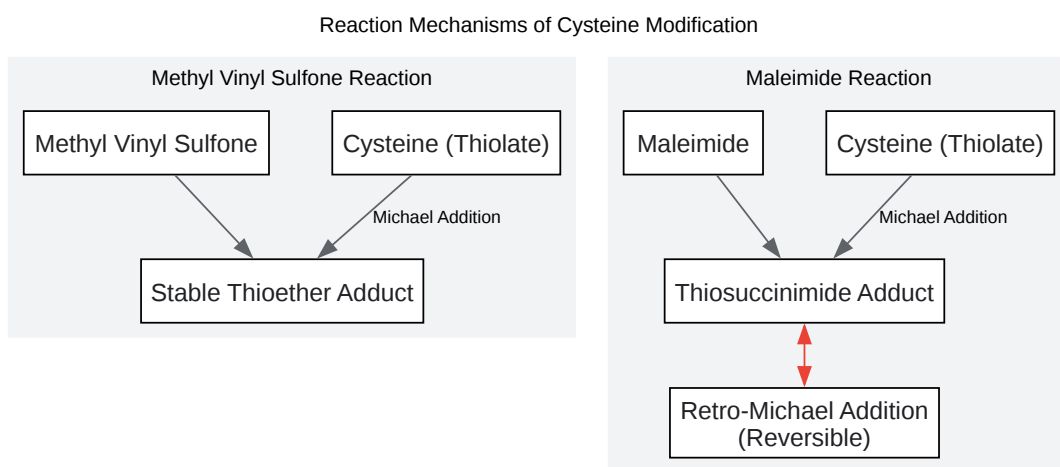 Reaction Mechanisms of Cysteine Modification
Methyl Vinyl Sulfone Reaction
Methyl Vinyl Sulfone
Cysteine (Thiolate)
Michael Addition
Stable Thioether Adduct
Maleimide Reaction
Maleimide
Cysteine (Thiolate)
Michael Addition
Thiosuccinimide Adduct
Retro-Michael Addition
(Reversible)